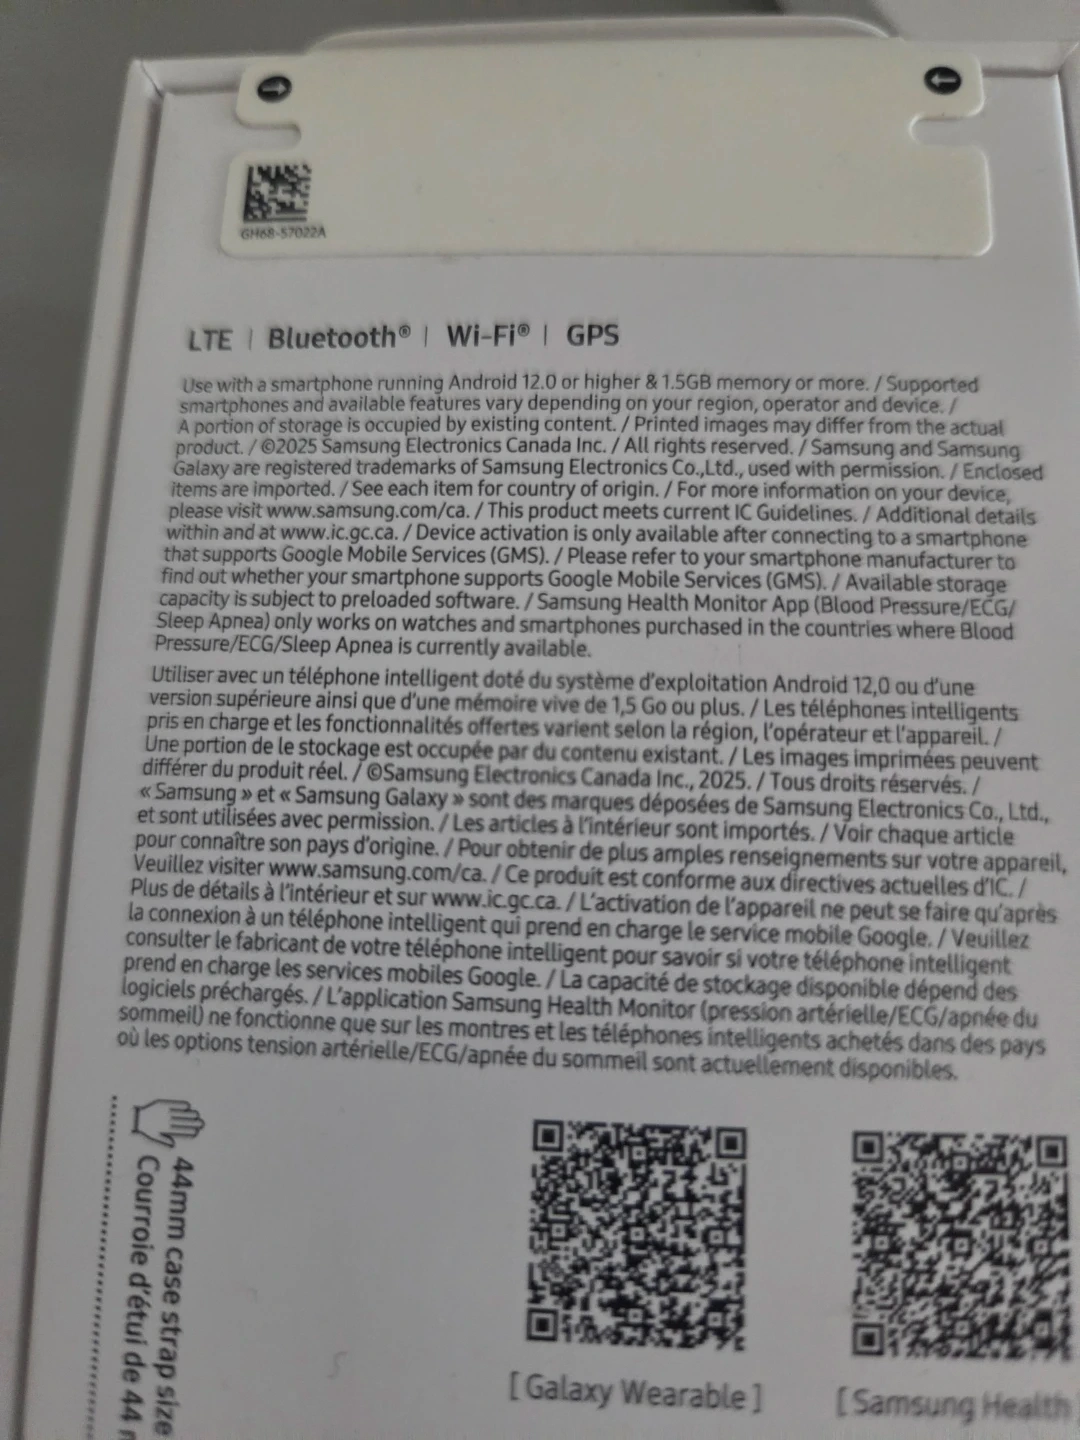 GH68-57022A
LTE | Bluetooth® | Wi-Fi® | GPS
Use with a smartphone running Android 12.0 or higher & 1.5GB memory or more. / Supported
smartphones and available features vary depending on your region, operator and device. /
A portion of storage is occupied by existing content. / Printed images may differ from the actual
product. / ©2025 Samsung Electronics Canada Inc. / All rights reserved. / Samsung and Samsung
Galaxy are registered trademarks of Samsung Electronics Co.,Ltd., used with permission. / Enclosed
items are imported. / See each item for country of origin. / For more information on your device,
please visit www.samsung.com/ca. / This product meets current IC Guidelines. / Additional details
within and at www.ic.gc.ca. / Device activation is only available after connecting to a smartphone
that supports Google Mobile Services (GMS). / Please refer to your smartphone manufacturer to
find out whether your smartphone supports Google Mobile Services (GMS). / Available storage
capacity is subject to preloaded software. / Samsung Health Monitor App (Blood Pressure/ECG/
Sleep Apnea) only works on watches and smartphones purchased in the countries where Blood
Pressure/ECG/Sleep Apnea is currently available.
Utiliser avec un téléphone intelligent doté du système d'exploitation Android 12,0 ou d'une
version supérieure ainsi que d'une mémoire vive de 1,5 Go ou plus. / Les téléphones intelligents
pris en charge et les fonctionnalités offertes varient selon la région, l'opérateur et l'appareil. /
Une portion de le stockage est occupée par du contenu existant. / Les images imprimées peuvent
différer du produit réel. / ©Samsung Electronics Canada Inc., 2025. / Tous droits réservés. /
« Samsung » et « Samsung Galaxy » sont des marques déposées de Samsung Electronics Co., Ltd.,
et sont utilisées avec permission. / Les articles à l'intérieur sont importés. / Voir chaque article
pour connaître son pays d'origine. / Pour obtenir de plus amples renseignements sur votre appareil,
Veuillez visiter www.samsung.com/ca. / Ce produit est conforme aux directives actuelles d'IC. /
Plus de détails à l'intérieur et sur www.ic.gc.ca. / L'activation de l'appareil ne peut se faire qu'après
la connexion à un téléphone intelligent qui prend en charge le service mobile Google. / Veuillez
consulter le fabricant de votre téléphone intelligent pour savoir si votre téléphone intelligent
prend en charge les services mobiles Google. / La capacité de stockage disponible dépend des
logiciels préchargés. / L'application Samsung Health Monitor (pression artérielle/ECG/apnée du
sommeil) ne fonctionne que sur les montres et les téléphones intelligents achetés dans des pays
où les options tension artérielle/ECG/apnée du sommeil sont actuellement disponibles.
44mm case strap size
Courroie d'étui de 44
[ Galaxy Wearable ]
[ Samsung Health